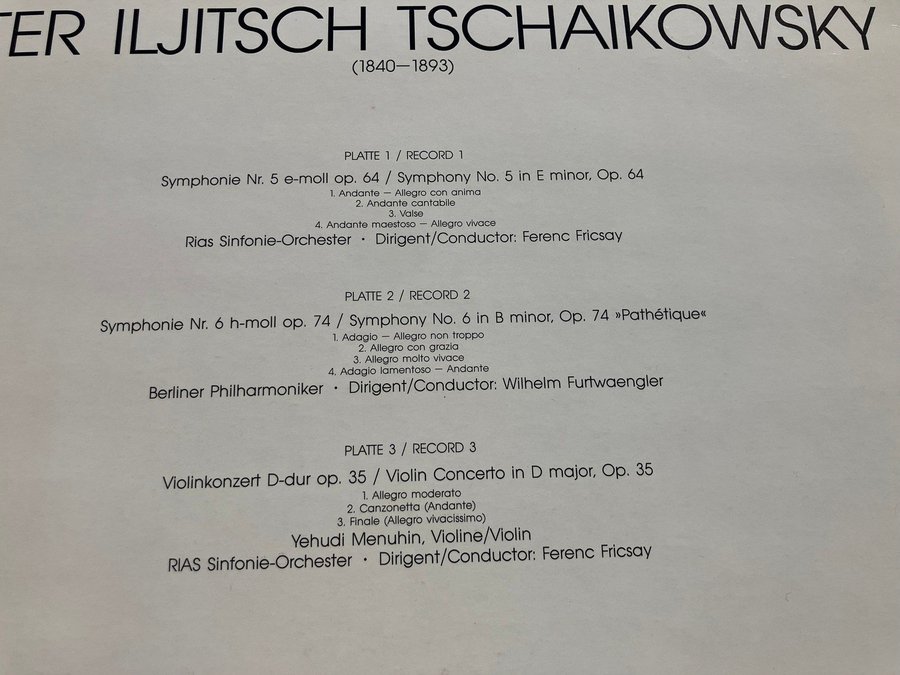 TER ILJITSCH TSCHAIKOWSKY
(1840—1893)
PLATTE 1 / RECORD 1
Symphonie Nr. 5 e-moll op. 64 / Symphony No. 5 in E minor, Op. 64
1. Andante — Allegro con anima
2. Andante cantabile
3. Valse
4. Andante maestoso — Allegro vivace
Rias Sinfonie-Orchester · Dirigent/Conductor: Ferenc Fricsay
PLATTE 2 / RECORD 2
Symphonie Nr. 6 h-moll op. 74 / Symphony No. 6 in B minor, Op. 74 »Pathétique«
1. Adagio — Allegro non troppo
2. Allegro con grazia
3. Allegro molto vivace
4. Adagio lamentoso — Andante
Berliner Philharmoniker · Dirigent/Conductor: Wilhelm Furtwaengler
PLATTE 3 / RECORD 3
Violinkonzert D-dur op. 35 / Violin Concerto in D major, Op. 35
1. Allegro moderato
2. Canzonetta (Andante)
3. Finale (Allegro vivacissimo)
Yehudi Menuhin, Violine/Violin
RIAS Sinfonie-Orchester · Dirigent/Conductor: Ferenc Fricsay